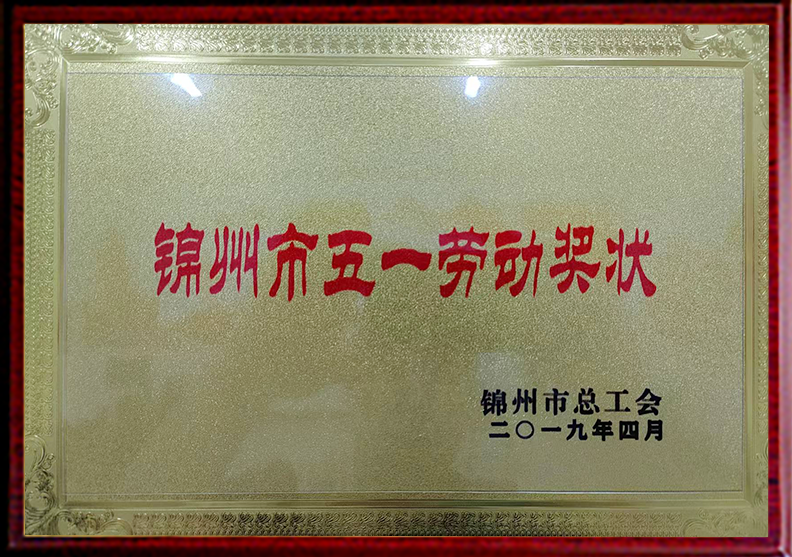 锦州市五一劳动奖状
锦州市总工会
二〇一九年四月